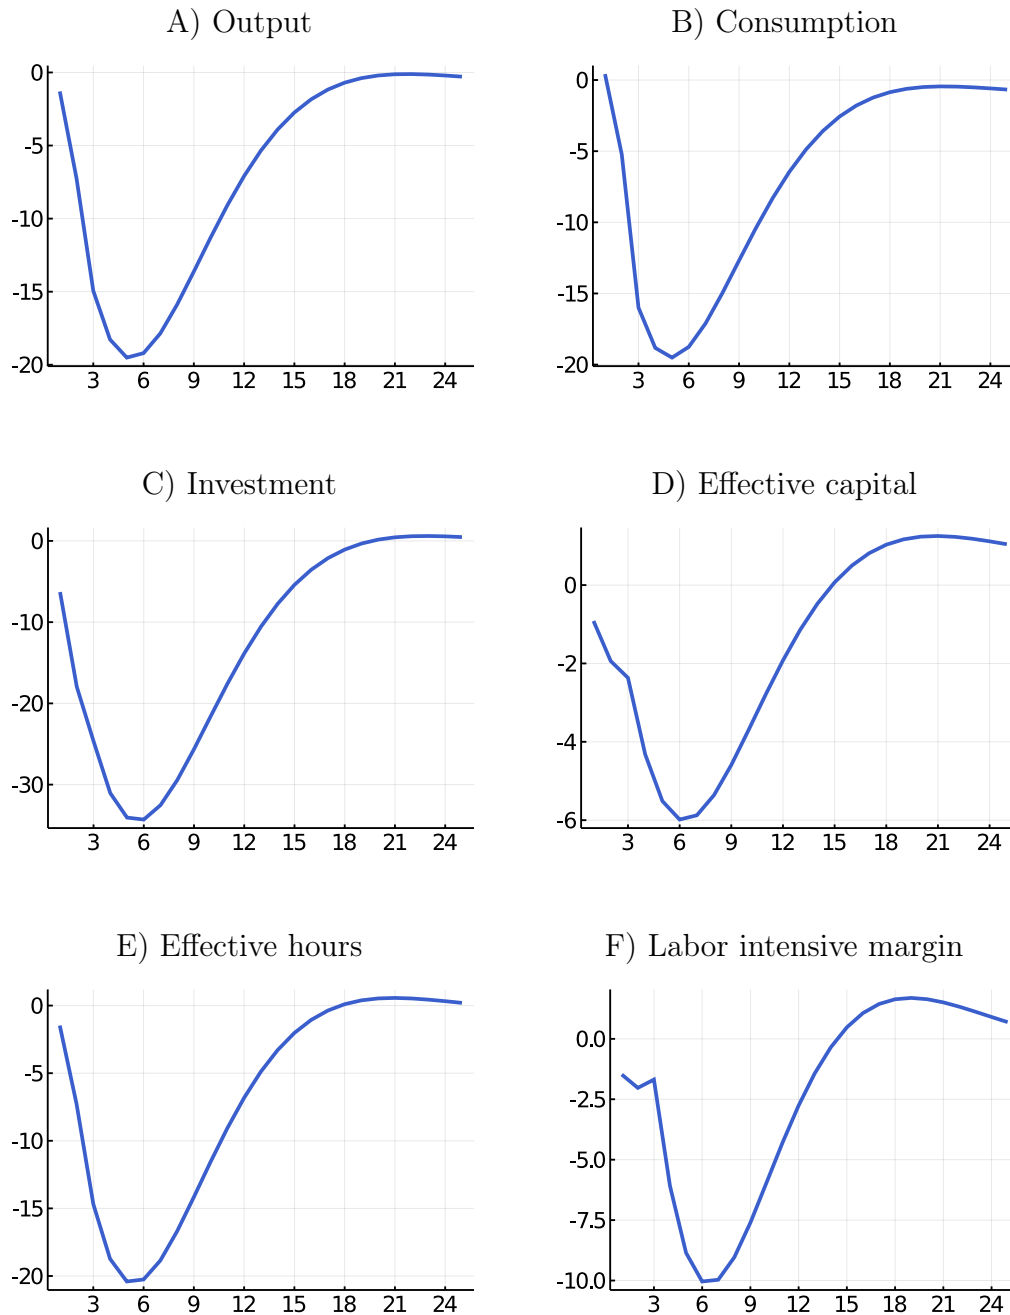 A) Output
0
-5
-10
-15
-20
3 6 9 12 15 18 21 24
B) Consumption
0
-5
-10
-15
-20
3 6 9 12 15 18 21 24
C) Investment
0
-10
-20
-30
3 6 9 12 15 18 21 24
D) Effective capital
0
-2
-4
-6
3 6 9 12 15 18 21 24
E) Effective hours
0
-5
-10
-15
-20
3 6 9 12 15 18 21 24
F) Labor intensive margin
0.0
-2.5
-5.0
-7.5
-10.0
3 6 9 12 15 18 21 24